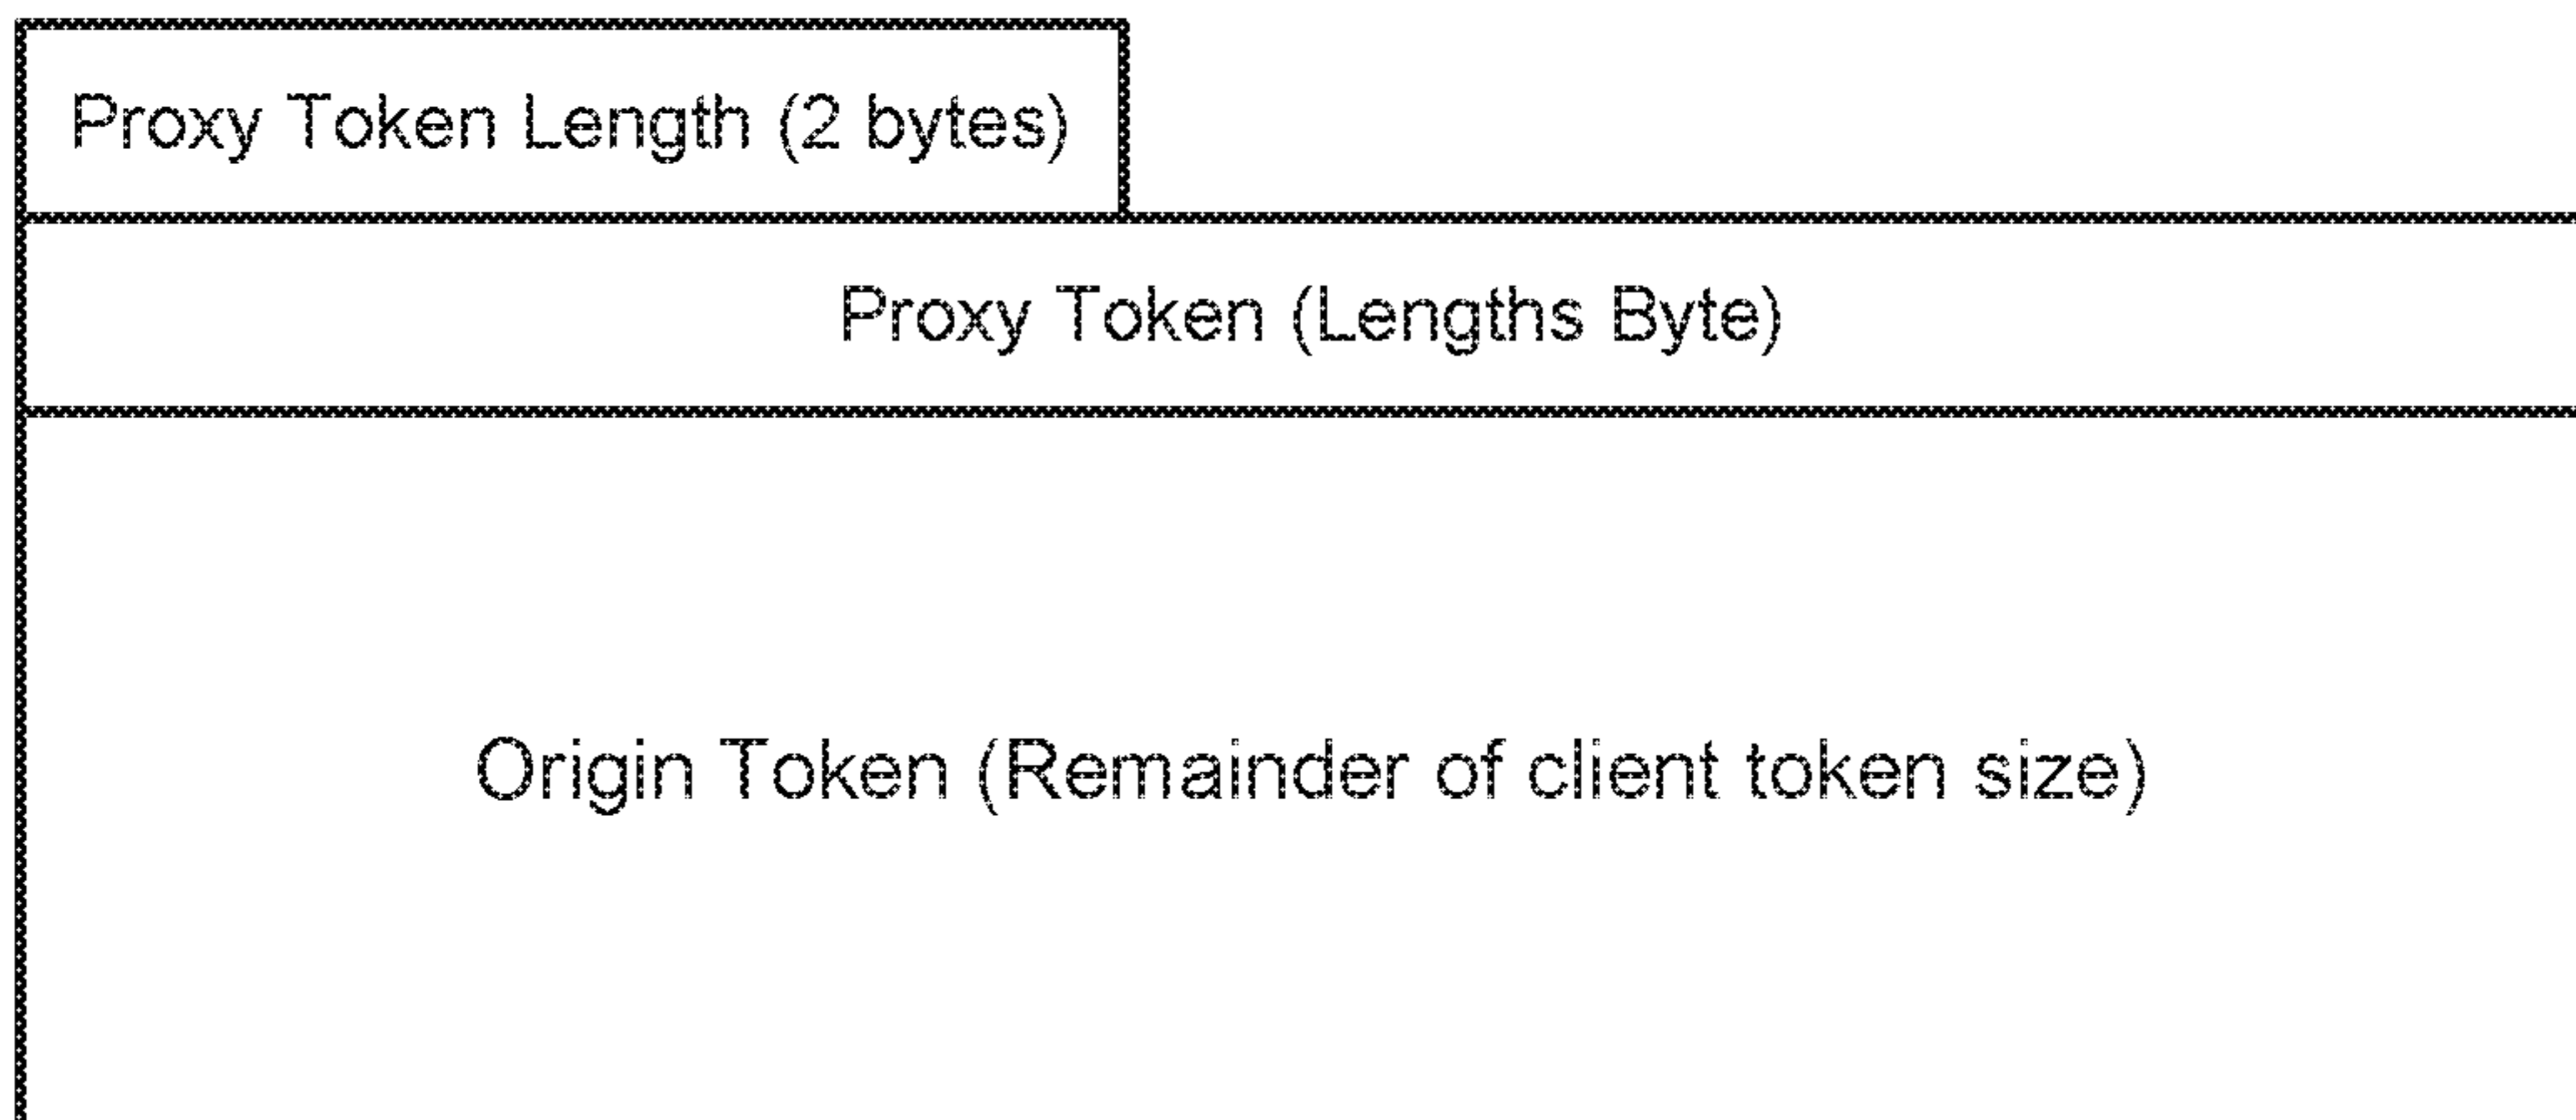 Proxy Token Length (2 bytes)
Proxy Token (Lengths Byte)
Origin Token (Remainder of client token size)